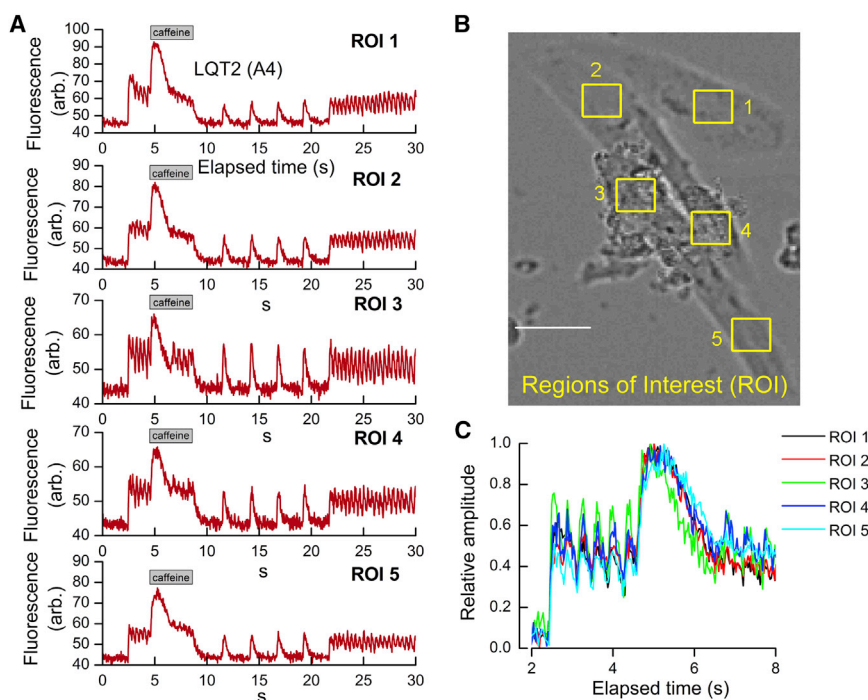 A
caffeine
ROI 1
LQT2 (A4)
Fluorescence
(arb.)
100
90
80
70
60
50
40
0 5 10 15 20 25 30
Elapsed time (s)
caffeine
ROI 2
Fluorescence
(arb.)
90
80
70
60
50
40
0 5 10 15 20 25 30
s
caffeine
ROI 3
Fluorescence
(arb.)
70
60
50
40
0 5 10 15 20 25 30
s
caffeine
ROI 4
Fluorescence
(arb.)
70
60
50
40
0 5 10 15 20 25 30
s
caffeine
ROI 5
Fluorescence
(arb.)
90
80
70
60
50
40
0 5 10 15 20 25 30
s
B
2
1
3
4
5
Regions of Interest (ROI)
C
Relative amplitude
1.0
0.8
0.6
0.4
0.2
0.0
2 4 6 8
Elapsed time (s)
ROI 1
ROI 2
ROI 3
ROI 4
ROI 5